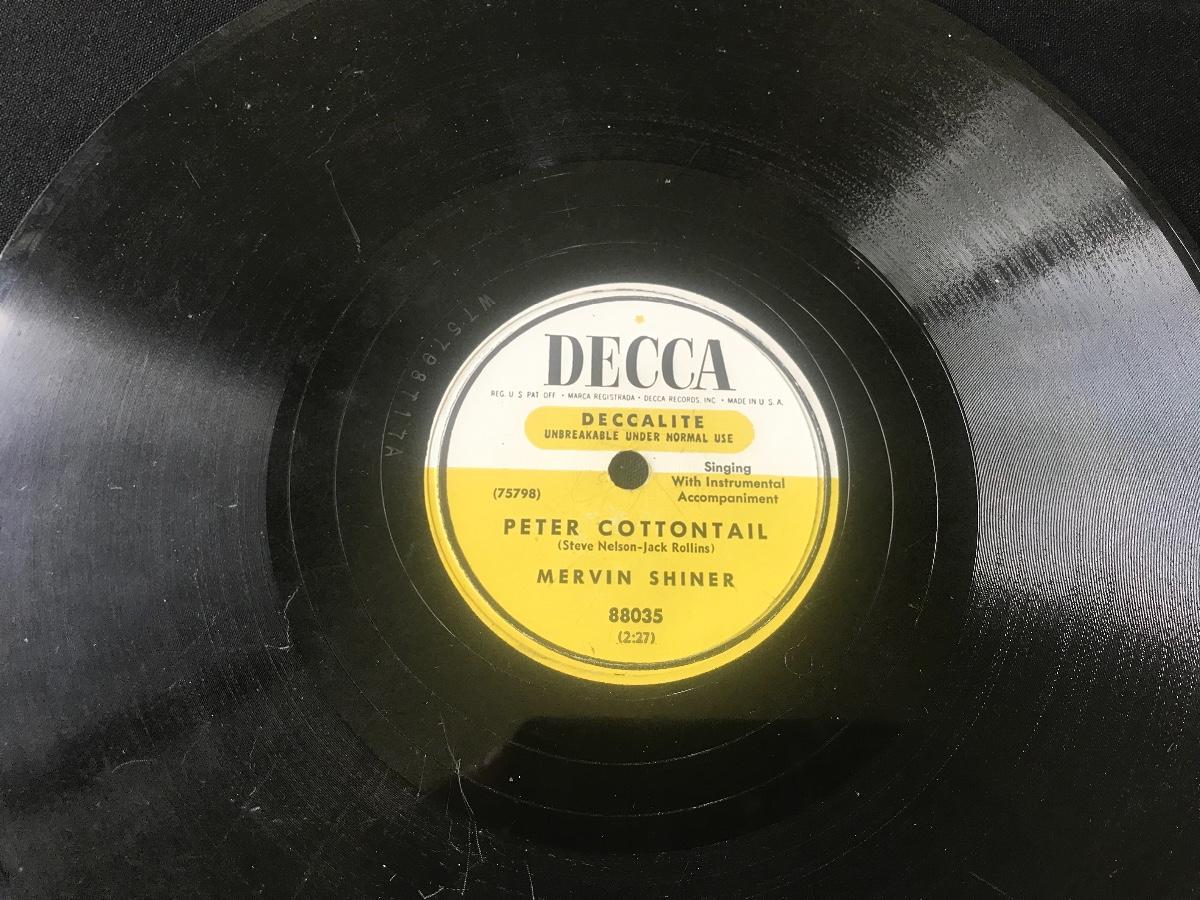 DECCA
REG. U S PAT OFF • MARCA REGISTRADA • DECCA RECORDS, INC • MADE IN U. S. A.
DECCALITE
UNBREAKABLE UNDER NORMAL USE
Singing
With Instrumental
Accompaniment
(75798)
PETER COTTONTAIL
(Steve Nelson-Jack Rollins)
MERVIN SHINER
88035
(2:27)
W75798T17A